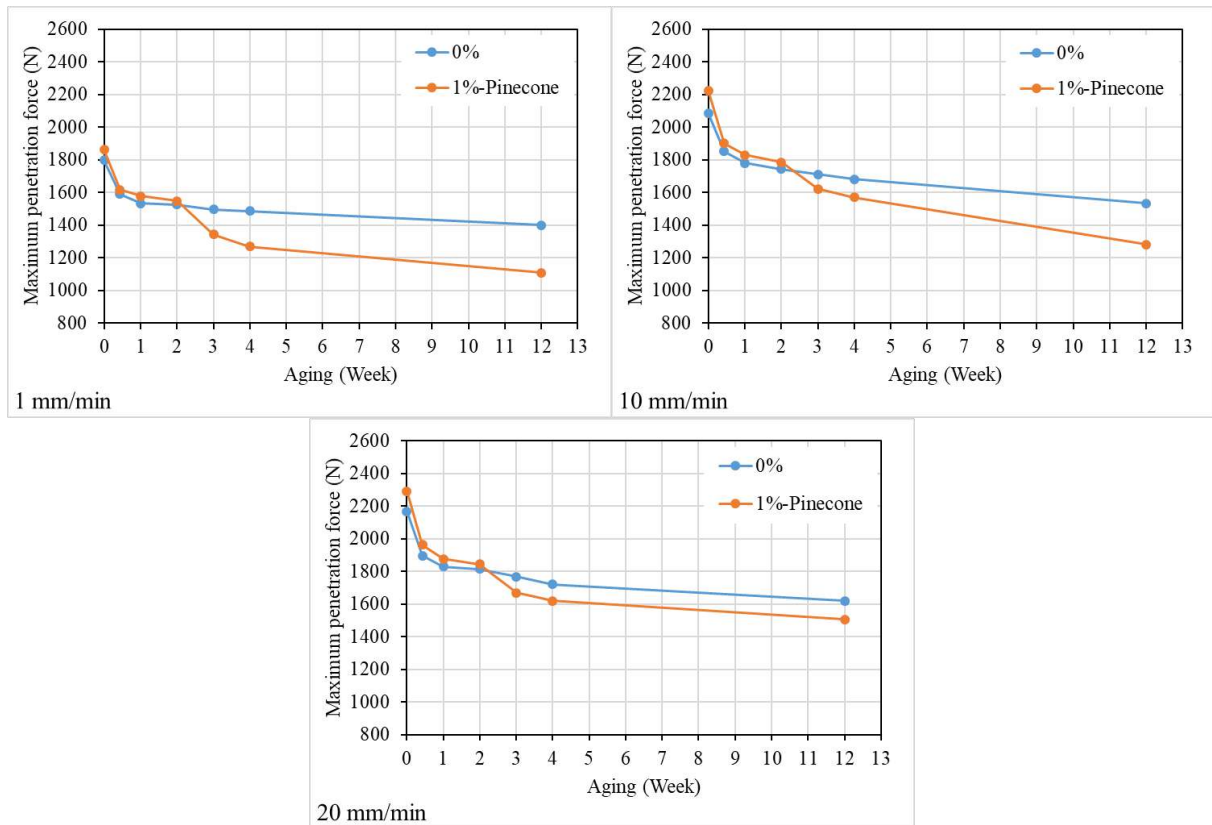 2600
2400
2200
2000
1800
1600
1400
1200
1000
800
Maximum penetration force (N)
0%
1%-Pinecone
0 1 2 3 4 5 6 7 8 9 10 11 12 13
Aging (Week)
1 mm/min
2600
2400
2200
2000
1800
1600
1400
1200
1000
800
Maximum penetration force (N)
0%
1%-Pinecone
0 1 2 3 4 5 6 7 8 9 10 11 12 13
Aging (Week)
10 mm/min
2600
2400
2200
2000
1800
1600
1400
1200
1000
800
Maximum penetration force (N)
0%
1%-Pinecone
0 1 2 3 4 5 6 7 8 9 10 11 12 13
Aging (Week)
20 mm/min